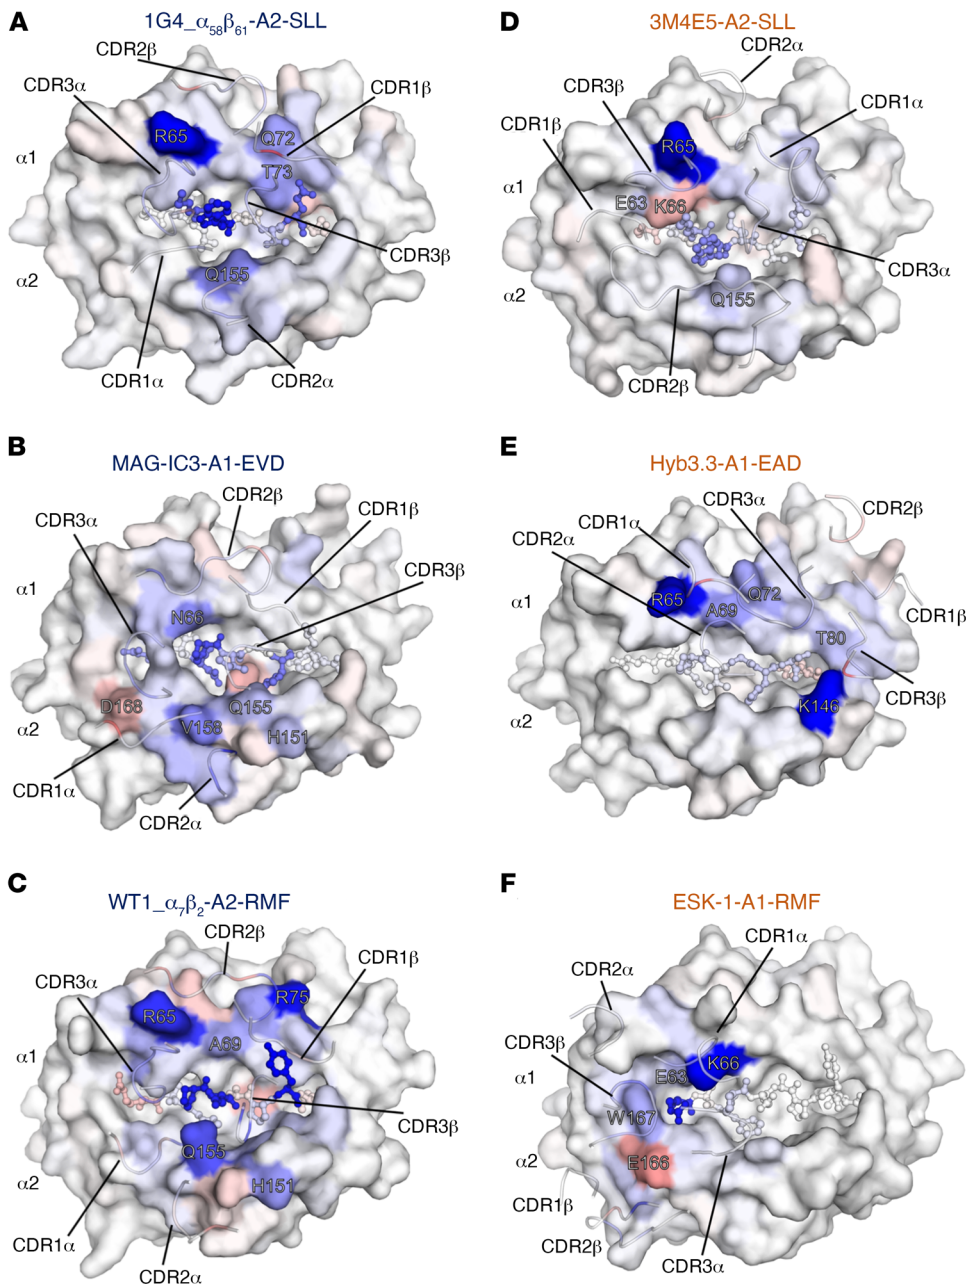 A
1G4_α58β61-A2-SLL
CDR2β
CDR3α
CDR1β
R65
Q72
T73
α1
CDR3β
Q155
α2
CDR1α
CDR2α
D
3M4E5-A2-SLL
CDR2α
CDR3β
CDR1α
CDR1β
R65
α1
E63
K66
CDR3α
Q155
α2
CDR2β
B
MAG-IC3-A1-EVD
CDR2β
CDR1β
CDR3α
CDR3β
α1
N66
D168
Q155
V158
H151
α2
CDR1α
CDR2α
E
Hyb3.3-A1-EAD
CDR3α
CDR2β
CDR1α
CDR2α
Q72
R65
A69
α1
CDR1β
T80
CDR3β
K146
α2
C
WT1_α7β2-A2-RMF
CDR2β
CDR1β
CDR3α
R75
R65
A69
α1
CDR3β
Q155
H151
α2
CDR1α
CDR2α
F
ESK-1-A1-RMF
CDR1α
CDR2α
CDR3β
K66
E63
α1
W167
E166
α2
CDR1β
CDR2β
CDR3α